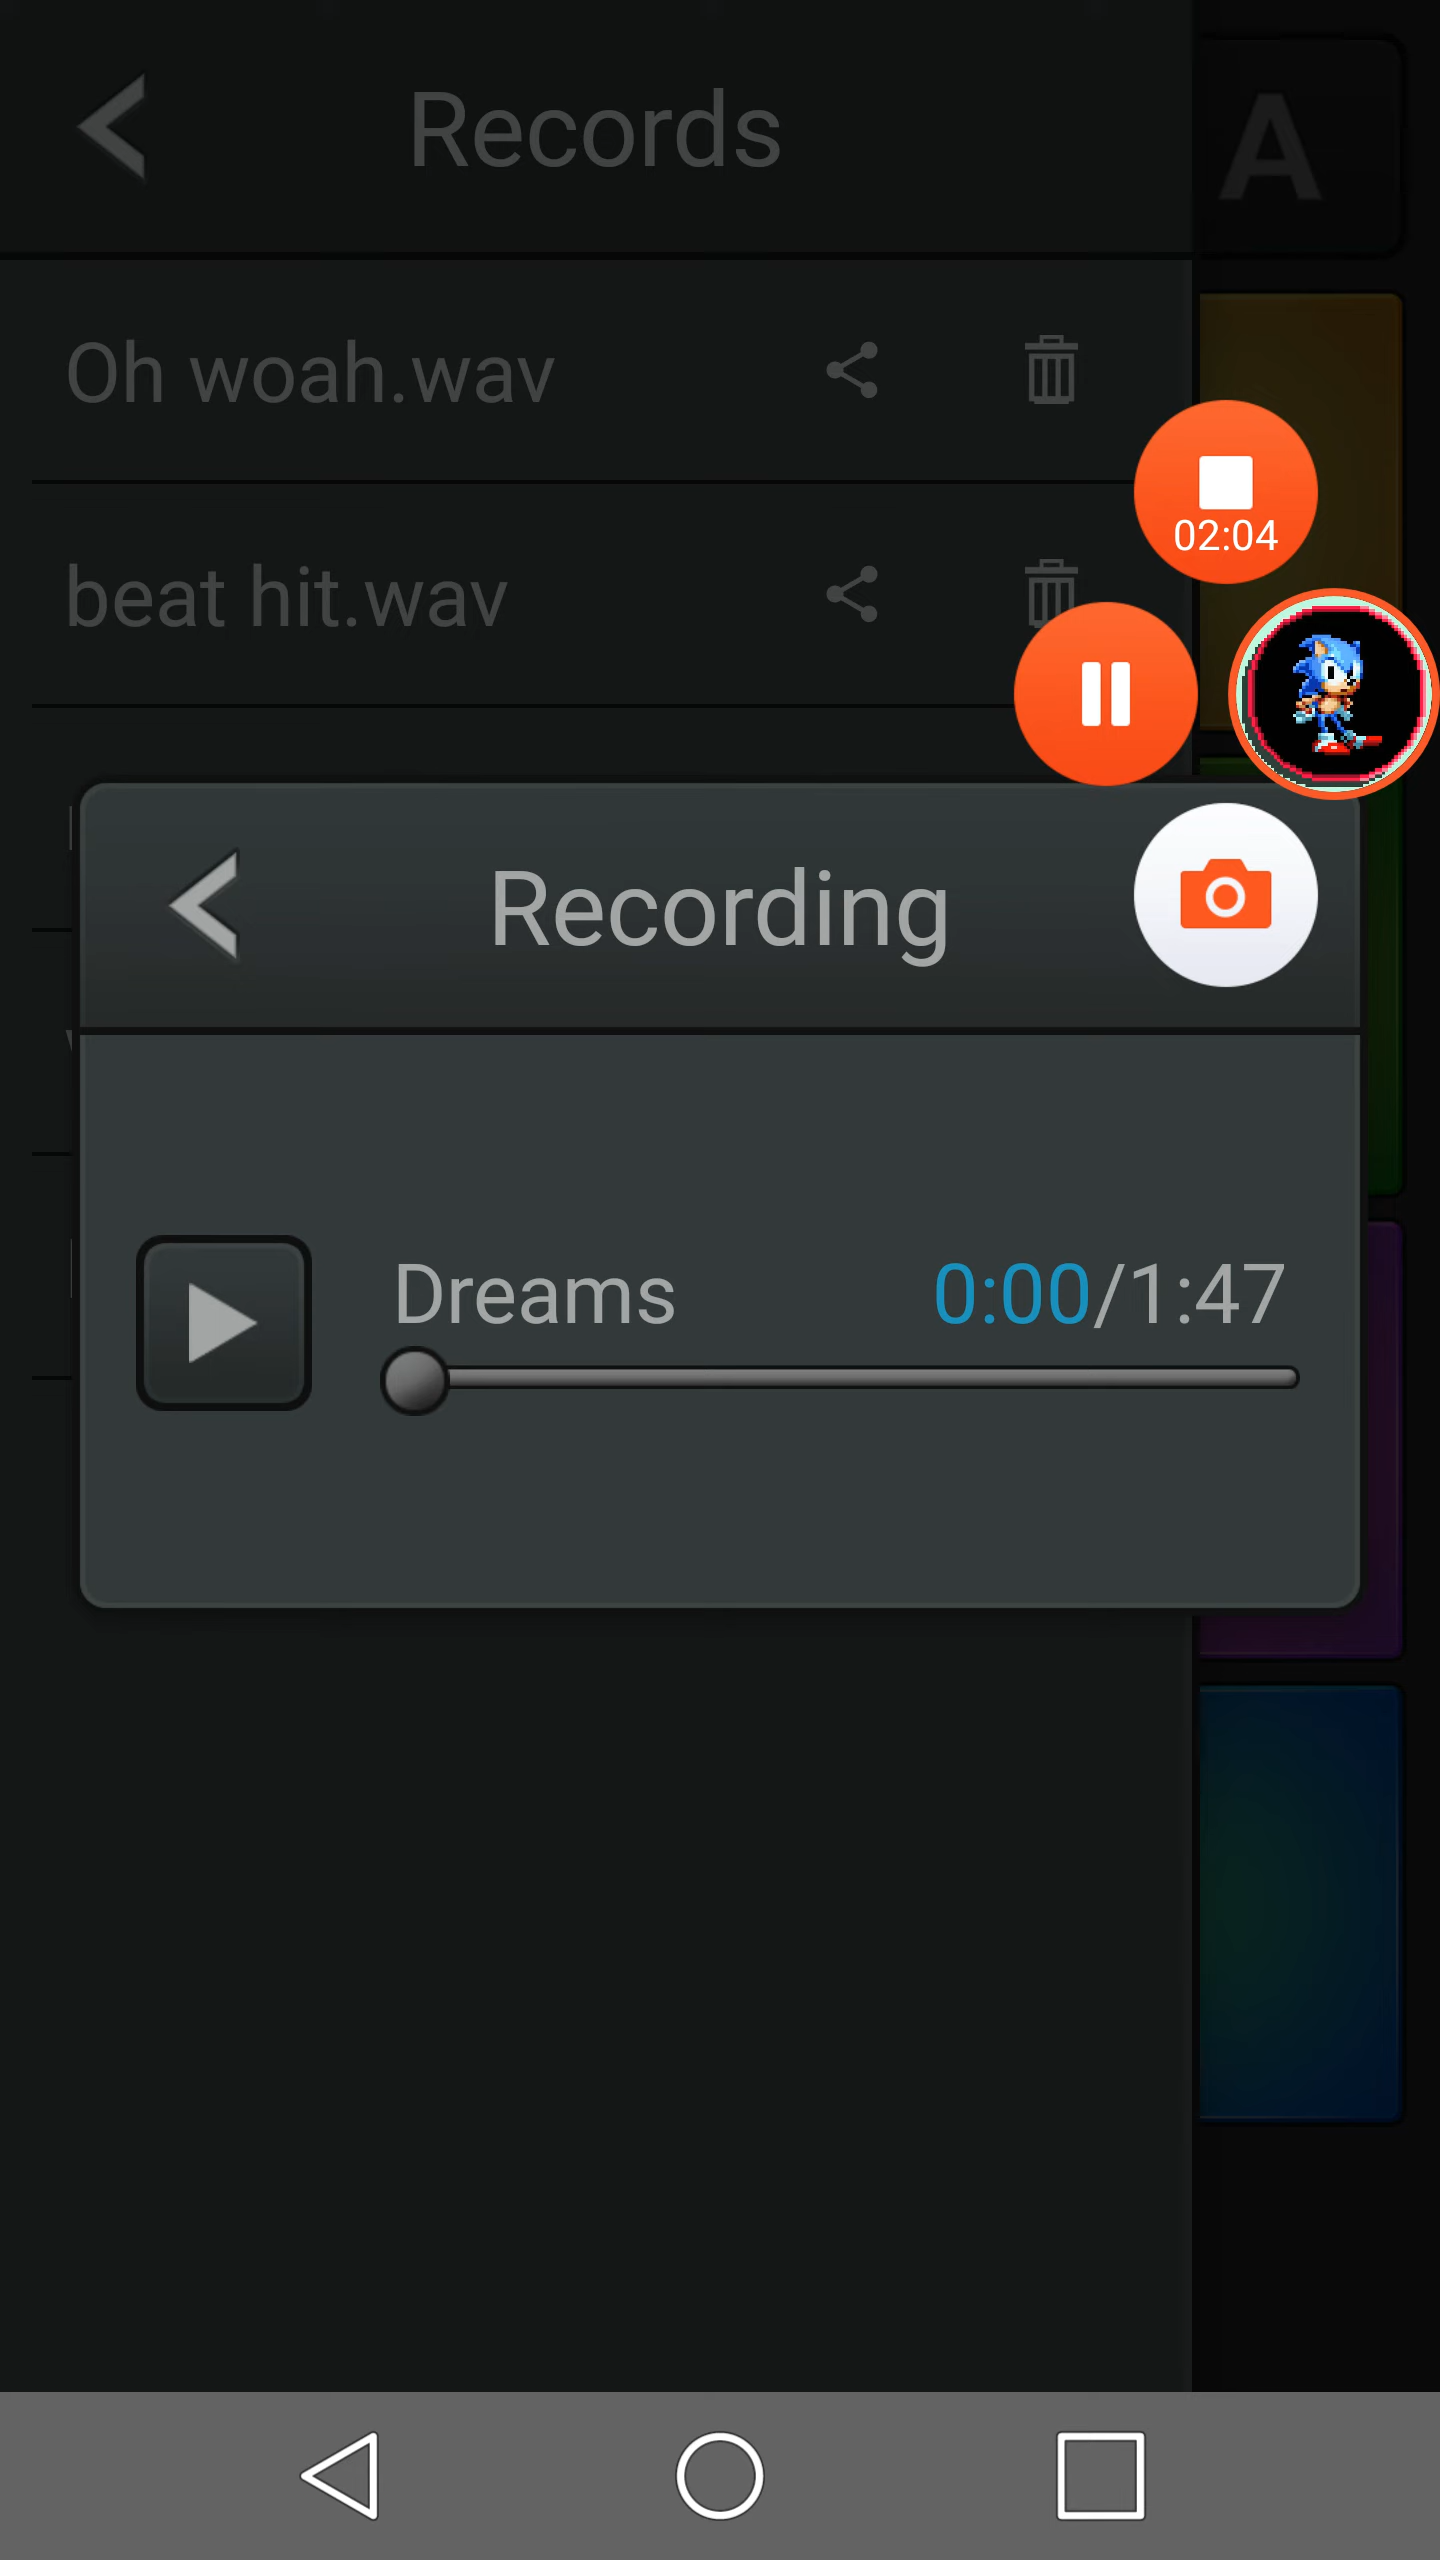 Records
A
Oh woah.wav
02:04
beat hit.wav
Recording
Dreams 0:00/1:47